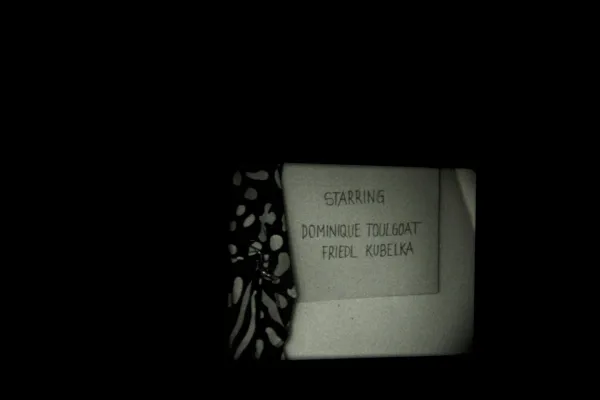 STARRING
DOMINIQUE TOULGOAT
FRIEDL KUBELKA